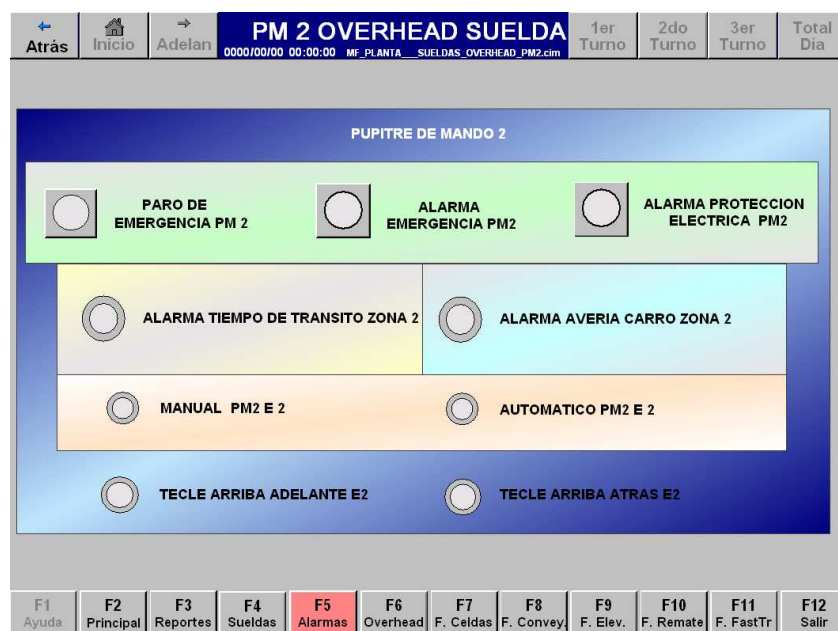 Atrás
Inicio
Adelan
PM 2 OVERHEAD SUELDA
0000/00/00 00:00:00 MF_PLANTA___SUELDAS_OVERHEAD_PM2.cim
1er
Turno
2do
Turno
3er
Turno
Total
Día
PUPITRE DE MANDO 2
PARO DE
EMERGENCIA PM 2
ALARMA
EMERGENCIA PM2
ALARMA PROTECCION
ELECTRICA PM2
ALARMA TIEMPO DE TRANSITO ZONA 2
ALARMA AVERIA CARRO ZONA 2
MANUAL PM2 E 2
AUTOMATICO PM2 E 2
TECLE ARRIBA ADELANTE E2
TECLE ARRIBA ATRAS E2
F1
Ayuda
F2
Principal
F3
Reportes
F4
Sueldas
F5
Alarmas
F6
Overhead
F7
F. Celdas
F8
F. Convey.
F9
F. Elev.
F10
F. Remate
F11
F. FastTr
F12
Salir